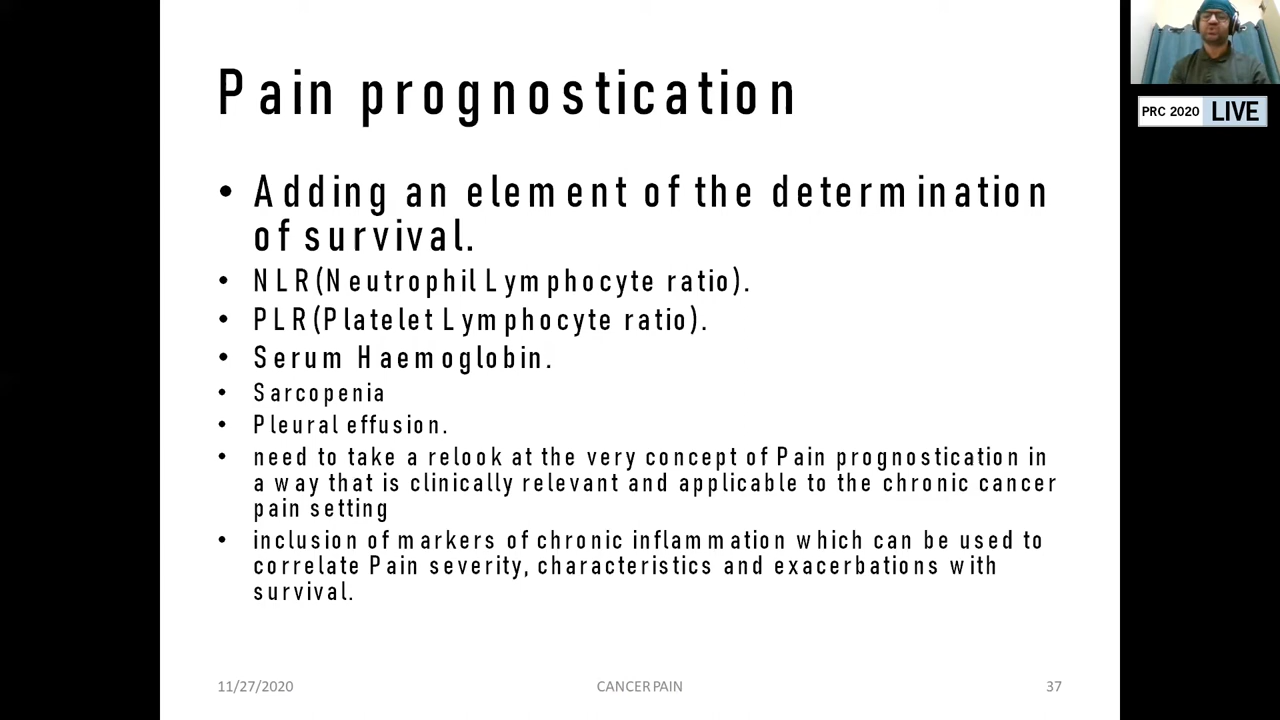 Pain prognostication
• Adding an element of the determination
of survival.
• NLR(Neutrophil Lymphocyte ratio).
• PLR(Platelet Lymphocyte ratio).
• Serum Haemoglobin.
• Sarcopenia
• Pleural effusion.
• need to take a relook at the very concept of Pain prognostication in
a way that is clinically relevant and applicable to the chronic cancer
pain setting
• inclusion of markers of chronic inflammation which can be used to
correlate Pain severity, characteristics and exacerbations with
survival.
11/27/2020
CANCER PAIN
37
PRC 2020 LIVE